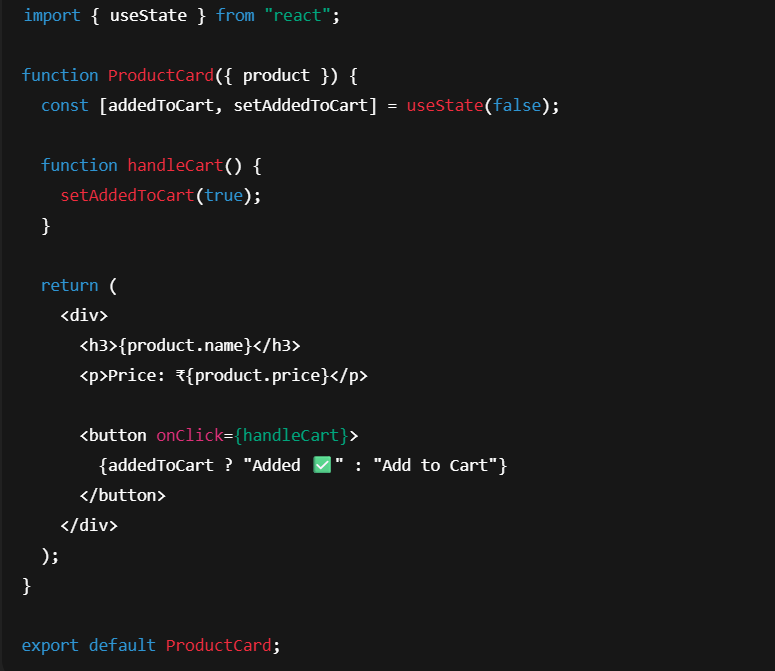 import { useState } from "react";
function ProductCard({ product }) {
const [addedToCart, setAddedToCart] = useState(false);
function handleCart() {
setAddedToCart(true);
}
return (
<div>
<h3>{product.name}</h3>
<p>Price: ₹{product.price}</p>
<button onClick={handleCart}>
{addedToCart ? "Added ✅" : "Add to Cart"}
</button>
</div>
);
}
export default ProductCard;